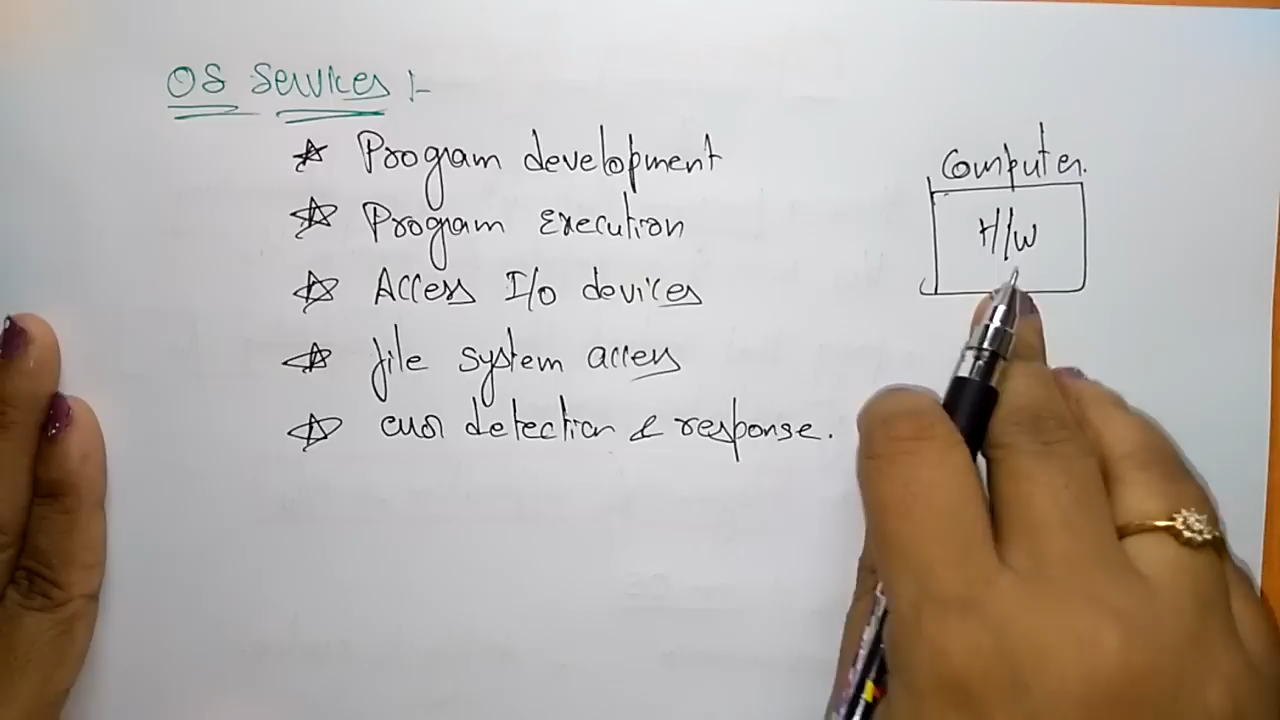 OS Services :-
☆ Program development
☆ Program Execution
☆ Access I/o devices
☆ file system access
☆ error detection & response.
Computer.
H/W